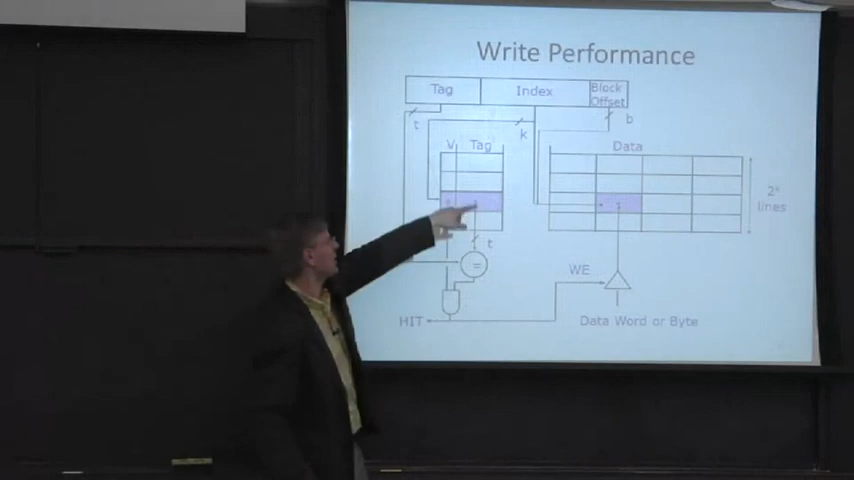 Write Performance
Tag Index Block
Offset
t k b
V Tag Data
2ᵏ
lines
t
=
WE
HIT Data Word or Byte